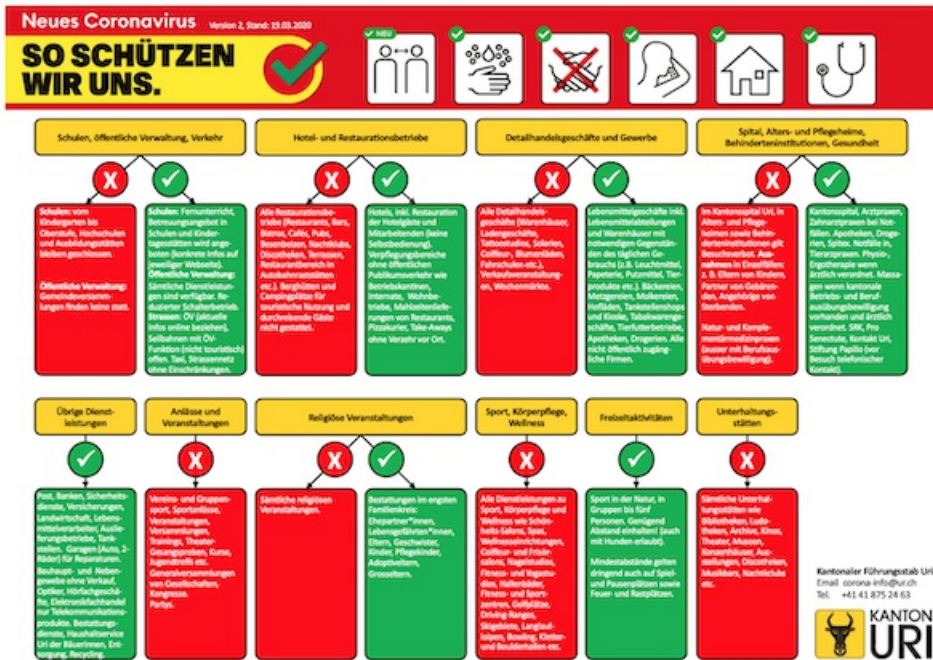 Neues Coronavirus Version 2, Stand: 19.03.2020
SO SCHÜTZEN
WIR UNS.
NEU
Schulen, öffentliche Verwaltung, Verkehr
Schulen: vom
Kindergarten bis
Oberstufe, Hochschulen
und Ausbildungsstätten
bleiben geschlossen.
Öffentliche Verwaltung:
Gemeindeversamm-
lungen finden keine statt.
Schulen: Fernunterricht,
Betreuungsangebot in
Schulen und Kinder-
tagesstätten wird ange-
boten (konkrete Infos auf
jeweiliger Webseite).
Öffentliche Verwaltung:
Sämtliche Dienstleistun-
gen sind verfügbar. Re-
duzierter Schalterbetrieb.
Strassen: ÖV (aktuelle
Infos online beziehen),
Seilbahnen mit ÖV-
Funktion (nicht touristisch)
offen. Taxi, Strassennetz
ohne Einschränkungen.
Hotel- und Restaurationsbetriebe
Alle Restaurationsbe-
triebe (Restaurants, Bars,
Bistros, Cafés, Pubs,
Besenbeizen, Nachtklubs,
Discotheken, Terrassen,
Restaurantbereich in
Autobahnraststätten
etc.). Berghütten und
Campingplätze für
touristische Nutzung und
durchreisende Gäste
nicht gestattet.
Hotels, inkl. Restauration
der Hotelgäste und
Mitarbeitenden (keine
Selbstbedienung).
Verpflegungsbereiche
ohne öffentlichen
Publikumsverkehr wie
Betriebskantinen,
Internate, Wohnbe-
triebe, Mahlzeitenliefe-
rungen von Restaurants,
Pizzakurier, Take-Aways
ohne Verzehr vor Ort.
Detailhandelsgeschäfte und Gewerbe
Alle Detailhandels-
geschäfte (Warenhäuser,
Ladengeschäfte,
Tattoostudios, Solarien,
Coiffeur-, Blumenläden,
Fahrschulen etc.),
Verkaufsveranstaltun-
gen, Wochenmärkte.
Lebensmittelgeschäfte inkl.
Lebensmittelabteilungen
und Warenhäuser mit
notwendigen Gegenstän-
den des täglichen Ge-
brauchs (z.B. Leuchtmittel,
Papeterie, Putzmittel, Tier-
produkte etc.). Bäckereien,
Metzgereien, Molkereien,
Hofläden, Tankstellenshops
und Kioske, Tabakwarenge-
schäfte, Tierfutterbetriebe,
Apotheken, Drogerien. Alle
nicht öffentlich zugäng-
liche Firmen.
Spital, Alters- und Pflegeheime,
Behinderteninstitutionen, Gesundheit
Im Kantonsspital Uri, in
Alters- und Pflege-
heimen sowie Behin-
derteninstitutionen gilt
Besuchsverbot. Aus-
nahmen in Einzelfällen:
z. B. Eltern von Kindern,
Partner von Gebären-
den, Angehörige von
Sterbenden.
Natur- und Komple-
mentärmedizinpraxen
(ausser mit Berufsaus-
übungsbewilligung).
Kantonsspital, Arztpraxen,
Zahnarztpraxen bei Not-
fällen. Apotheken, Droge-
rien, Spitex. Notfälle in
Tierarztpraxen. Physio-,
Ergotherapie wenn
ärztlich verordnet. Massa-
gen wenn kantonale
Betriebs- und Beruf-
ausübungsbewilligung
vorhanden und ärztlich
verordnet. SRK, Pro
Senectute, Kontakt Uri,
Stiftung Papilio (vor
Besuch telefonischer
Kontakt).
Übrige Dienst-
leistungen
Post, Banken, Sicherheits-
dienste, Versicherungen,
Landwirtschaft, Lebens-
mittelverarbeiter, Auslie-
ferungsbetriebe, Tank-
stellen. Garagen (Auto, 2-
Räder) für Reparaturen.
Bauhaupt- und Neben-
gewebe ohne Verkauf,
Optiker, Hörfachgeschä-
fte, Elektronikfachhandel
nur Telekommunikations-
produkte. Bestattungs-
dienste, Haushaltservice
Uri der Bäuerinnen, Ent-
sorgung, Recycling.
Anlässe und
Veranstaltungen
Vereins- und Gruppen-
sport, Sportanlässe,
Veranstaltungen,
Versammlungen,
Trainings, Theater-
Gesangsproben, Kurse,
Jugendtreffs etc.
Generalversammlungen
von Gesellschaften,
Kongresse.
Partys.
Religiöse Veranstaltungen
Sämtliche religiösen
Veranstaltungen.
Bestattungen im engsten
Familienkreis:
Ehepartner*innen,
Lebensgefährten*innen,
Eltern, Geschwister,
Kinder, Pflegekinder,
Adoptiveltern,
Grosseltern.
Sport, Körperpflege,
Wellness
Alle Dienstleistungen zu
Sport, Körperpflege und
Wellness wie Schön-
heits-Salons, Spas,
Wellnesseinrichtungen,
Coiffeur- und Frisör-
salons, Nagelstudios,
Fitness- und Yogastu-
dios, Hallenbäder,
Fitness- und Sport-
zentren, Golfplätze,
Driving-Ranges,
Skigebiete, Langlauf-
loipen, Bowling, Kletter-
und Boulderhallen etc.
Freizeitaktivitäten
Sport in der Natur, in
Gruppen bis fünf
Personen. Genügend
Abstand einhalten! (auch
mit Hunden erlaubt).
Mindestabstände gelten
dringend auch auf Spiel-
und Pausenplätzen sowie
Feuer- und Rastplätzen.
Unterhaltungs-
stätten
Sämtliche Unterhal-
tungsstätten wie
Bibliotheken, Ludo-
theken, Archive, Kinos,
Theater, Museen,
Konzerthäuser, Aus-
stellungen, Discotheken,
Musikbars, Nachtklubs
etc.
Kantonaler Führungsstab Uri
Email corona-info@ur.ch
Tel. +41 41 875 24 63
KANTON
URI